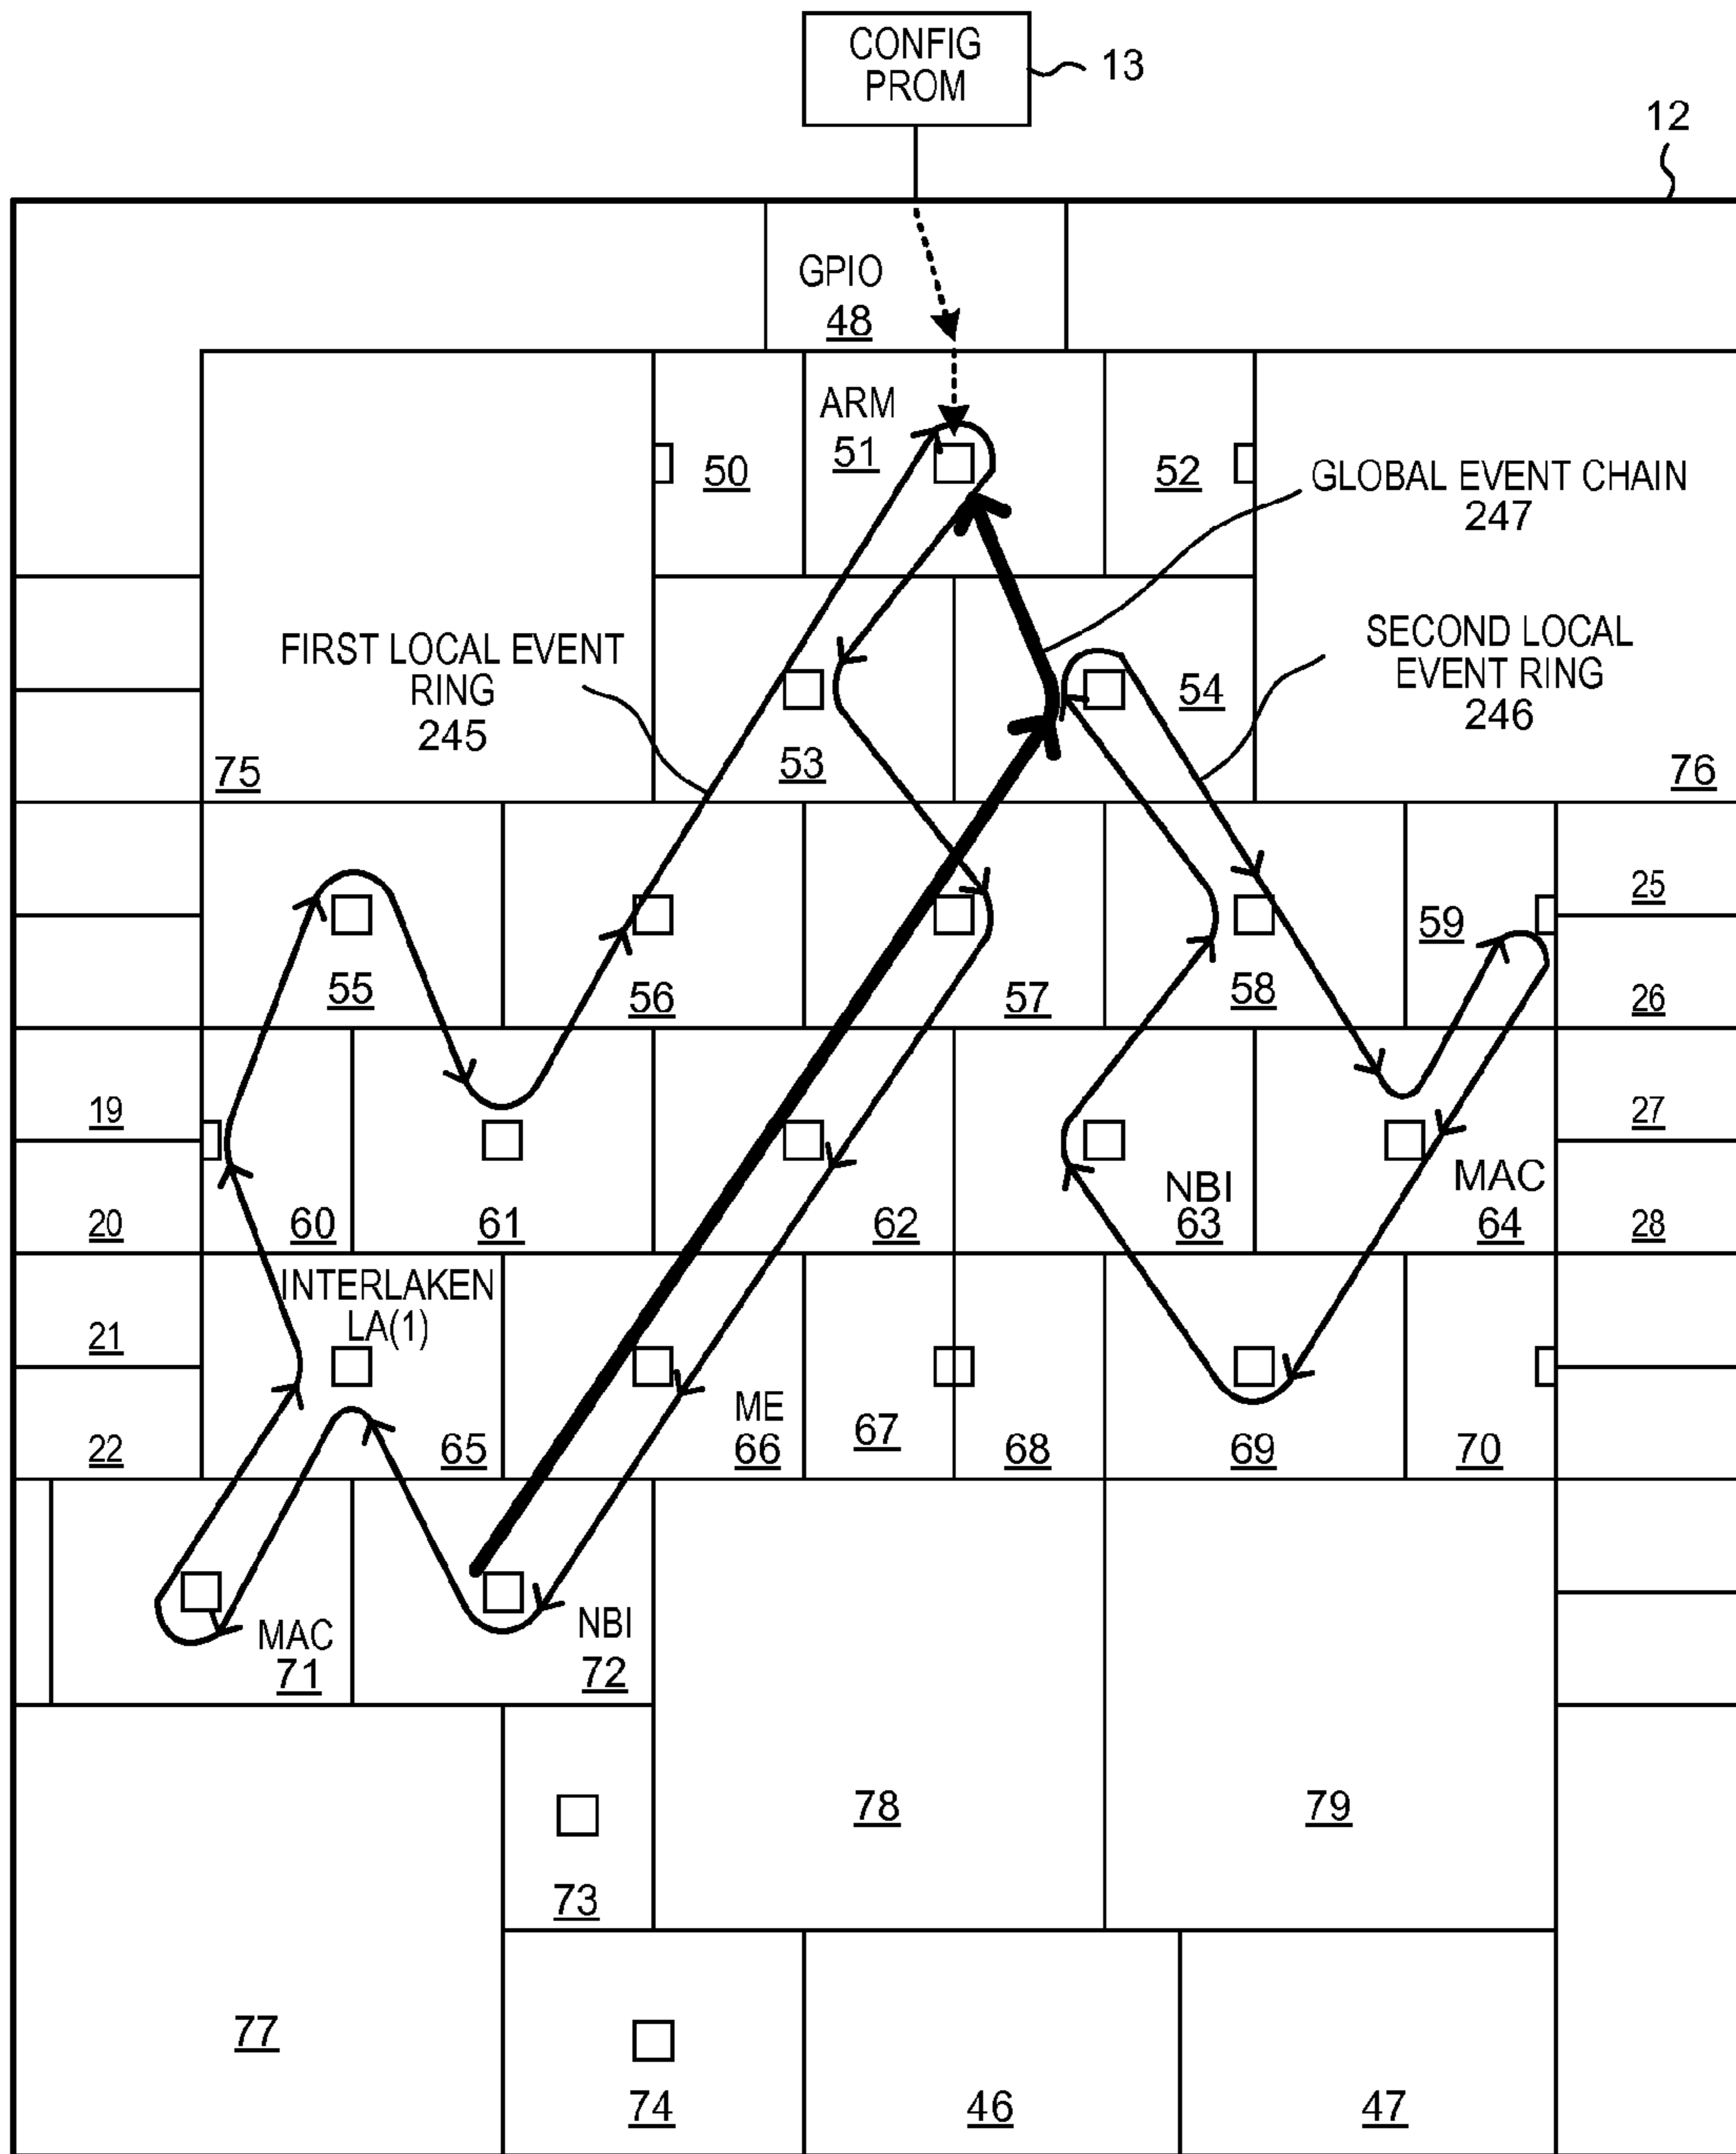 CONFIG
PROM
13
12
GPIO
48
ARM
51
50
52
GLOBAL EVENT CHAIN
247
FIRST LOCAL EVENT
RING
245
SECOND LOCAL
EVENT RING
246
54
53
75
76
25
59
55
56
57
58
26
19
27
NBI
63
MAC
64
20
60
61
62
28
INTERLAKEN
LA(1)
21
ME
66
67
22
65
68
69
70
MAC
71
NBI
72
78
79
73
77
74
46
47